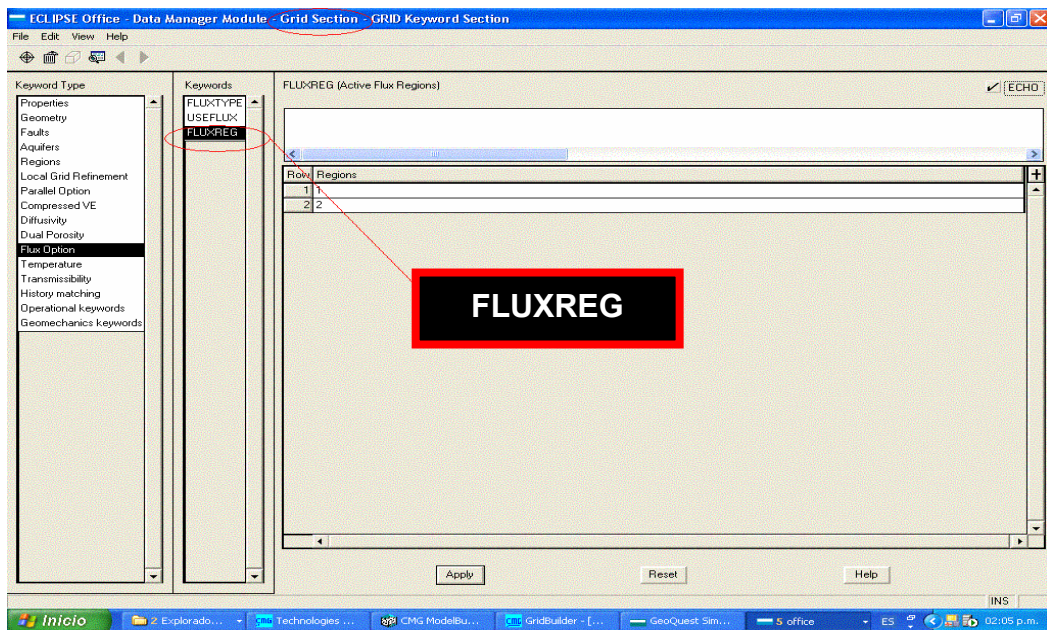 ECLIPSE Office - Data Manager Module - Grid Section - GRID Keyword Section
File Edit View Help
Keyword Type
Properties
Geometry
Faults
Aquifers
Regions
Local Grid Refinement
Parallel Option
Compressed VE
Diffusivity
Dual Porosity
Flux Option
Temperature
Transmissibility
History matching
Operational keywords
Geomechanics keywords
Keywords
FLUXTYPE
USEFLUX
FLUXREG
FLUXREG (Active Flux Regions)
ECHO
Row Regions
1 1
2 2
FLUXREG
Apply Reset Help
INS
Inicio 2 Explorado... Technologies ... CMG ModelBu... GridBuilder - [... GeoQuest Sim... 5 office ES 02:05 p.m.